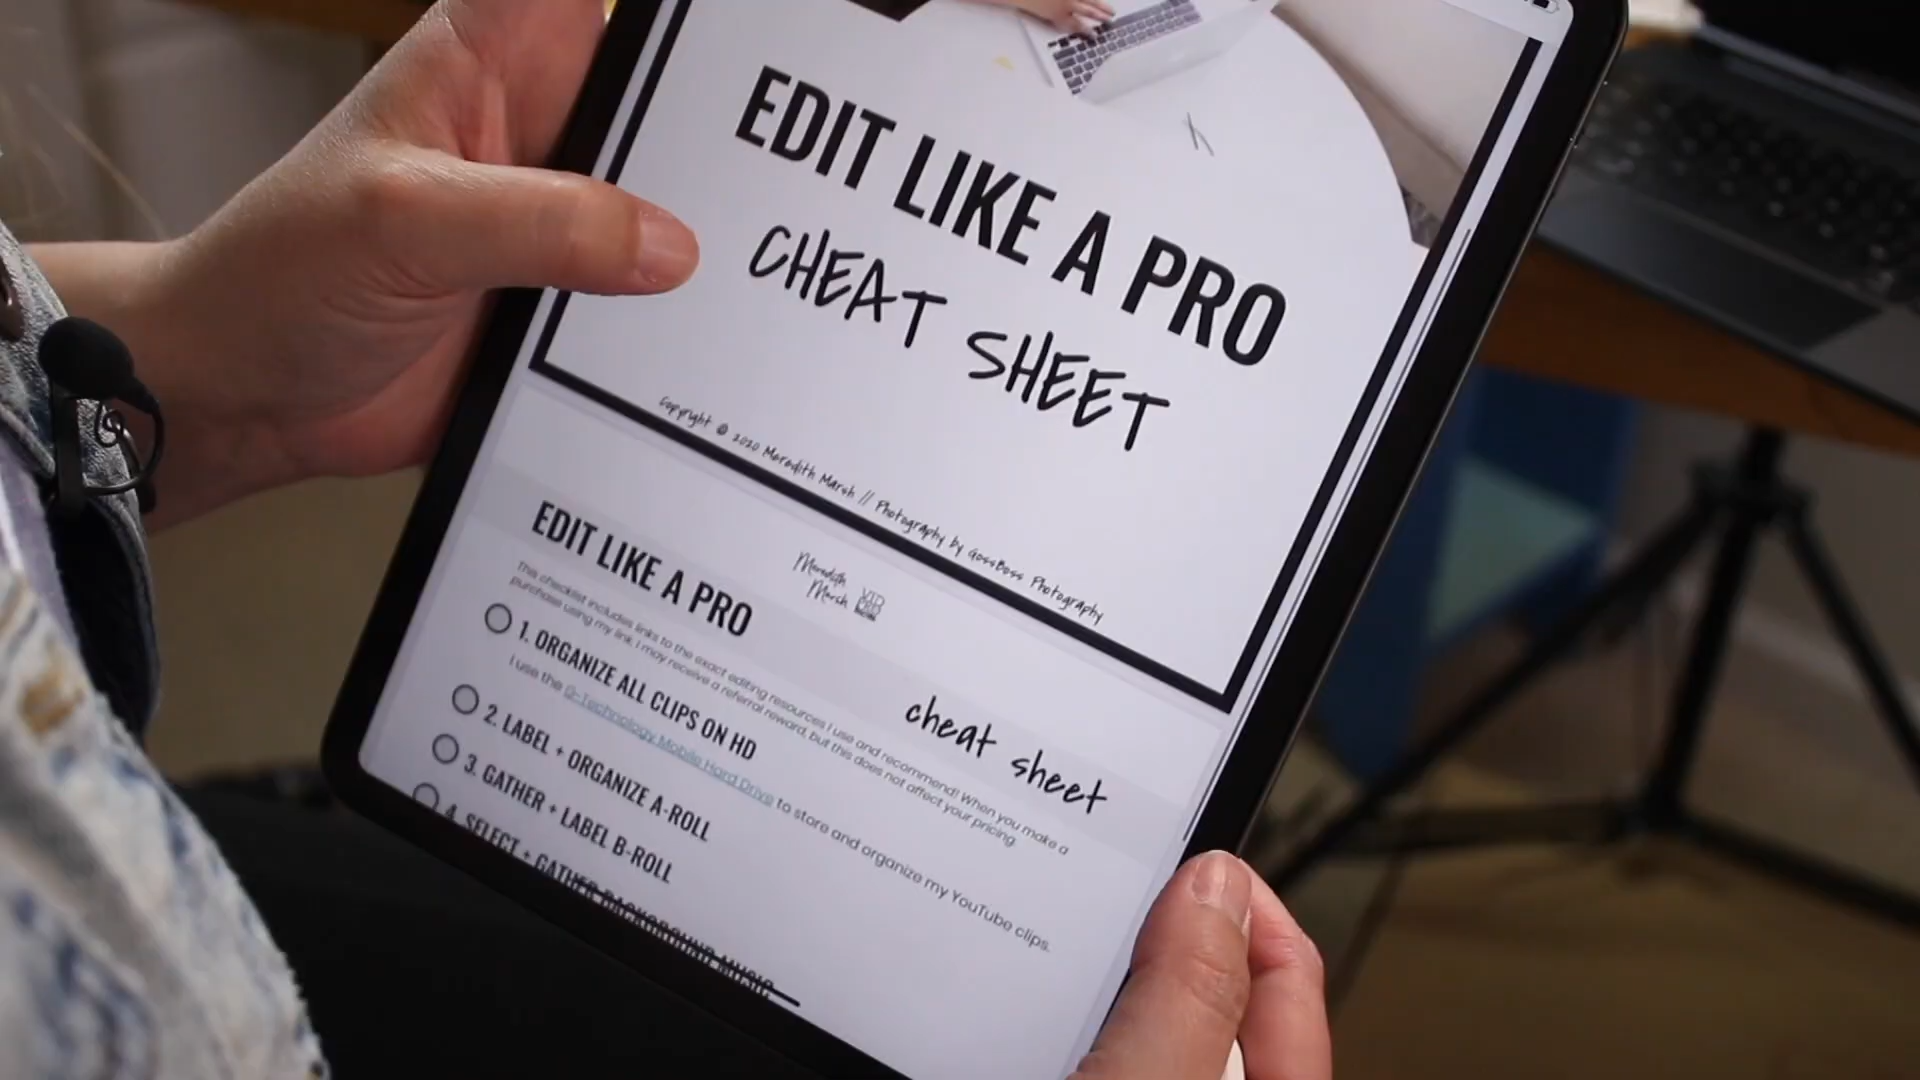 EDIT LIKE A PRO
CHEAT SHEET
Copyright © 2020 Meredith Marsh // Photography by GossBoss Photography
EDIT LIKE A PRO
Meredith
Marsh
VID
PRO
cheat sheet
This checklist includes links to the exact editing resources I use and recommend! When you make a
purchase using my link, I may receive a referral reward, but this does not affect your pricing.
1. ORGANIZE ALL CLIPS ON HD
I use the G-Technology Mobile Hard Drive to store and organize my YouTube clips.
2. LABEL + ORGANIZE A-ROLL
3. GATHER + LABEL B-ROLL
4. SELECT + GATHER BACKGROUND MUSIC